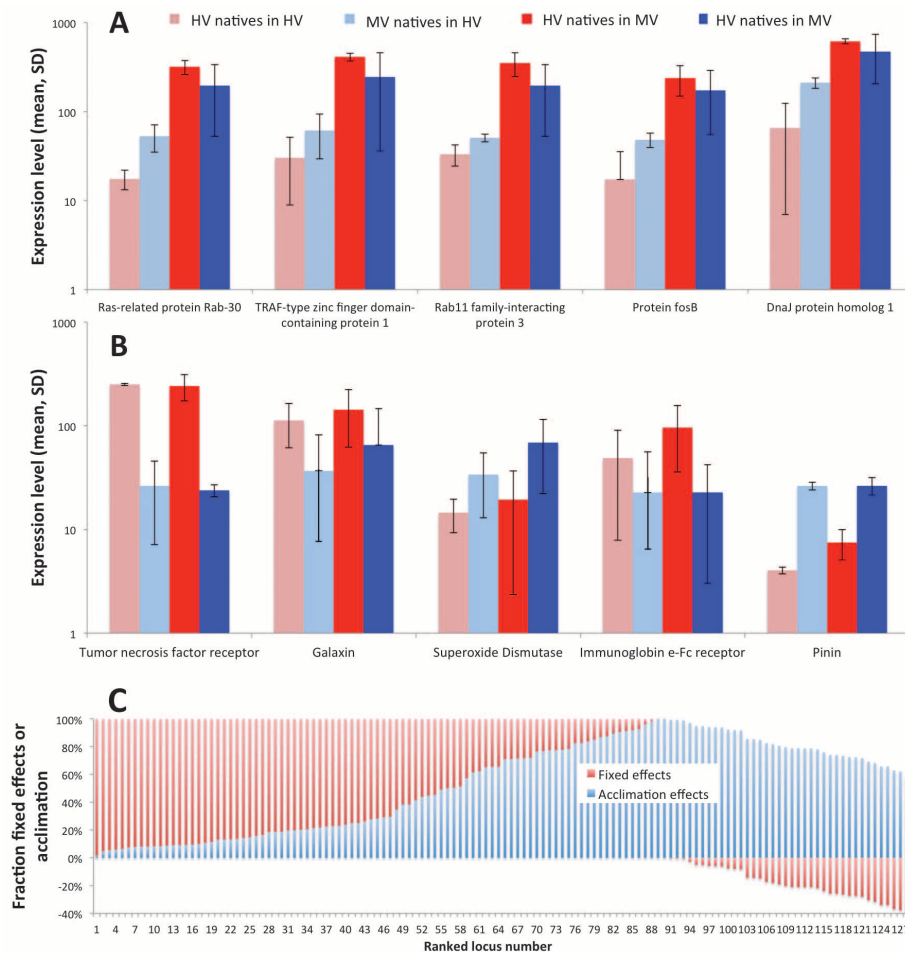 A
HV natives in HV
MV natives in HV
HV natives in MV
HV natives in MV
Expression level (mean, SD)
1000
100
10
1
Ras-related protein Rab-30
TRAF-type zinc finger domain-
containing protein 1
Rab11 family-interacting
protein 3
Protein fosB
DnaJ protein homolog 1
B
Expression level (mean, SD)
1000
100
10
1
Tumor necrosis factor receptor
Galaxin
Superoxide Dismutase
Immunoglobin e-Fc receptor
Pinin
C
Fraction fixed effects or
acclimation
100%
80%
60%
40%
20%
0%
-20%
-40%
Fixed effects
Acclimation effects
1 4 7 10 13 16 19 22 25 28 31 34 37 40 43 46 49 52 55 58 61 64 67 70 73 76 79 82 85 88 91 94 97 100 103 106 109 112 115 118 121 124 127
Ranked locus number